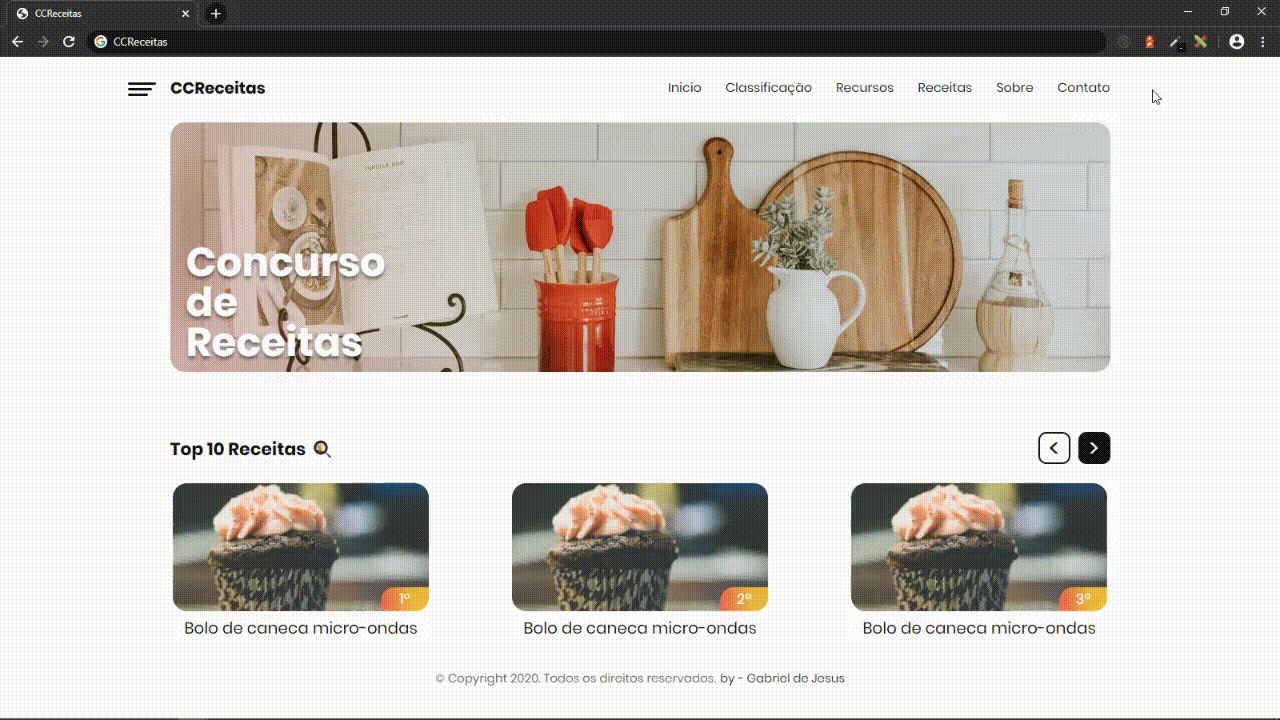 CCReceitas
CCReceitas
CCReceitas
Inicio Classificação Recursos Receitas Sobre Contato
TORTILLA SOUP
Concurso
de
Receitas
Top 10 Receitas
1º
2º
3º
Bolo de caneca micro-ondas
Bolo de caneca micro-ondas
Bolo de caneca micro-ondas
© Copyright 2020. Todos os direitos reservados. by - Gabriel de Jesus